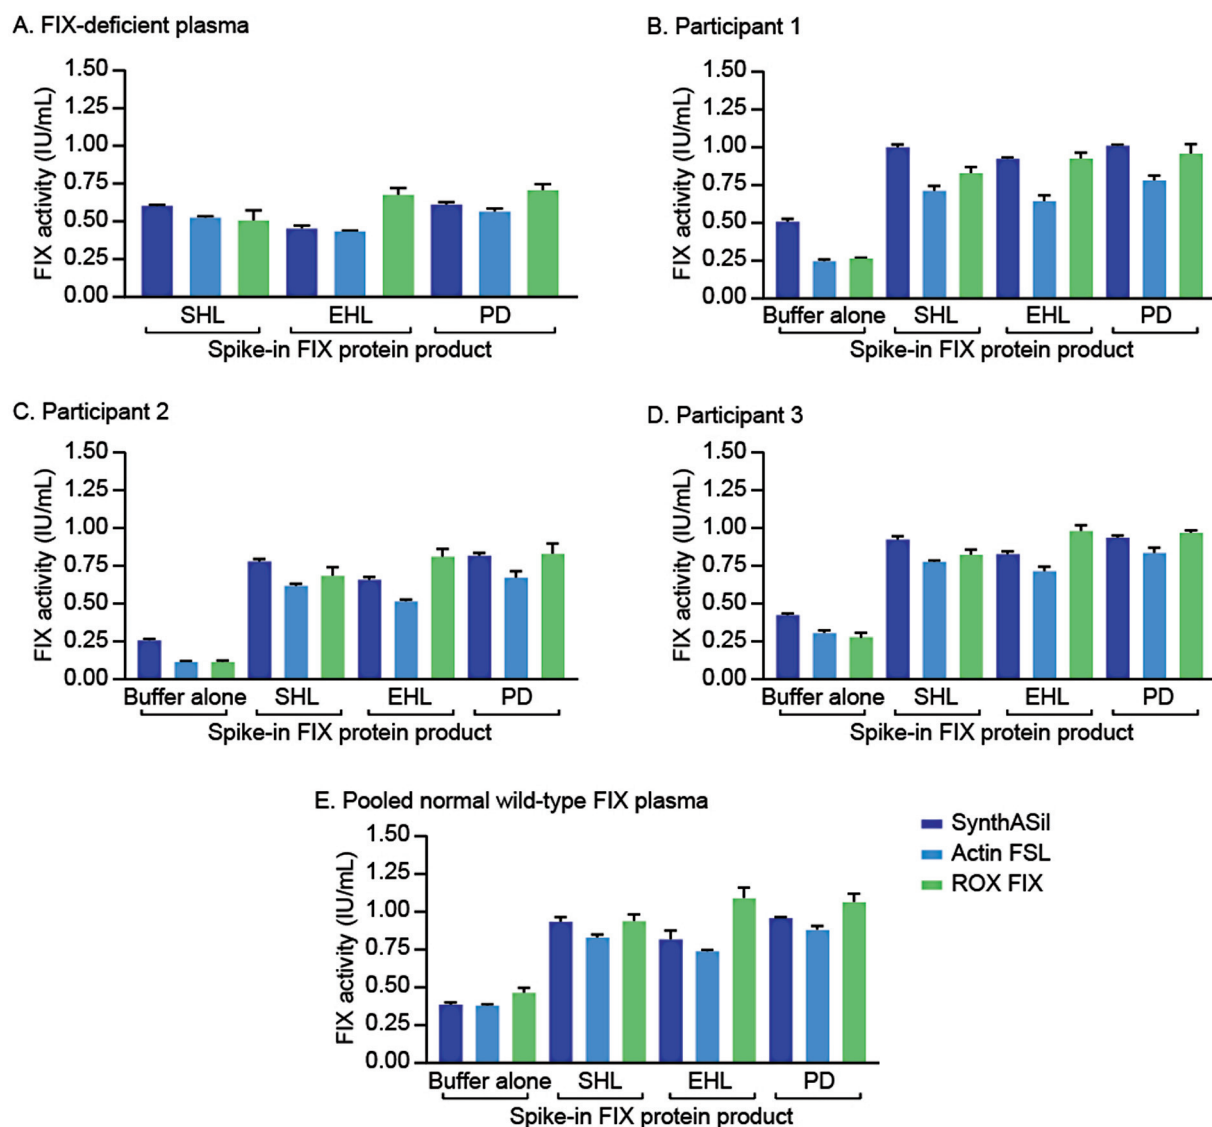 A. FIX-deficient plasma
FIX activity (IU/mL)
1.50
1.25
1.00
0.75
0.50
0.25
0.00
SHL EHL PD
Spike-in FIX protein product
B. Participant 1
FIX activity (IU/mL)
1.50
1.25
1.00
0.75
0.50
0.25
0.00
Buffer alone SHL EHL PD
Spike-in FIX protein product
C. Participant 2
FIX activity (IU/mL)
1.50
1.25
1.00
0.75
0.50
0.25
0.00
Buffer alone SHL EHL PD
Spike-in FIX protein product
D. Participant 3
FIX activity (IU/mL)
1.50
1.25
1.00
0.75
0.50
0.25
0.00
Buffer alone SHL EHL PD
Spike-in FIX protein product
E. Pooled normal wild-type FIX plasma
FIX activity (IU/mL)
1.50
1.25
1.00
0.75
0.50
0.25
0.00
Buffer alone SHL EHL PD
Spike-in FIX protein product
SynthASil
Actin FSL
ROX FIX